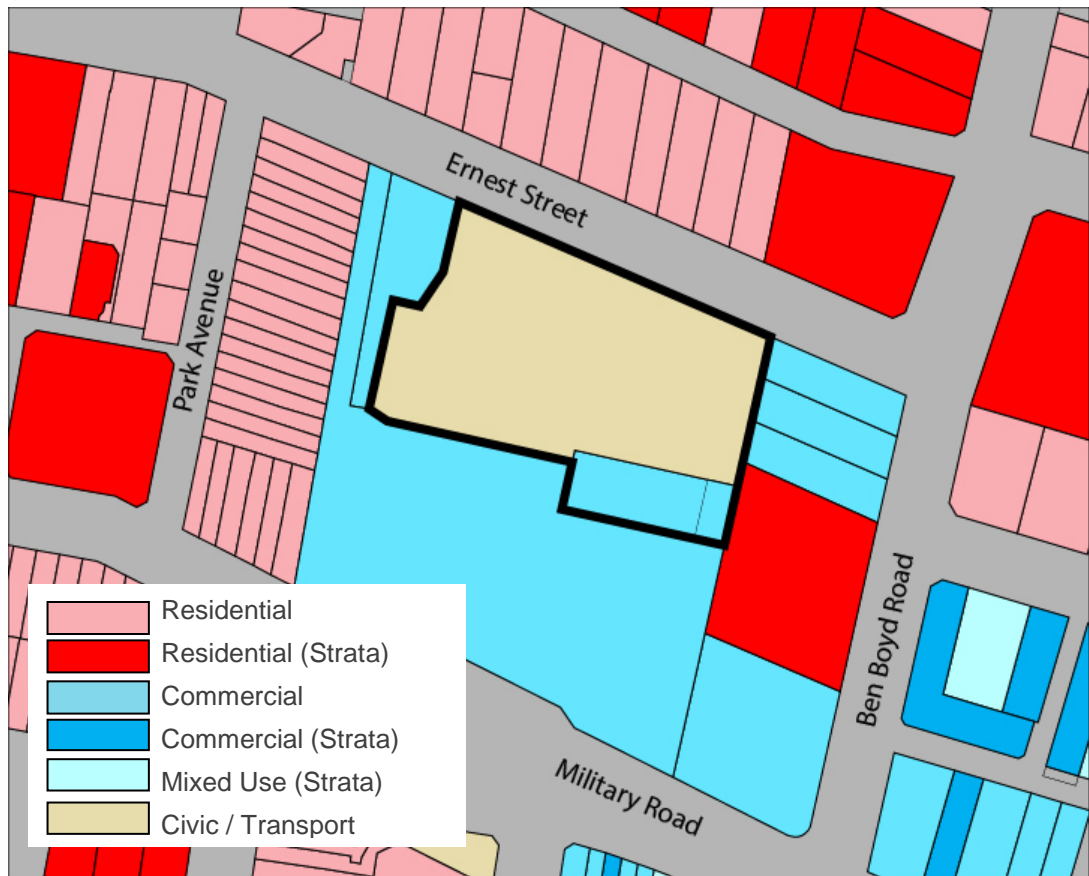 Ernest Street
Park Avenue
Ben Boyd Road
Military Road
Residential
Residential (Strata)
Commercial
Commercial (Strata)
Mixed Use (Strata)
Civic / Transport